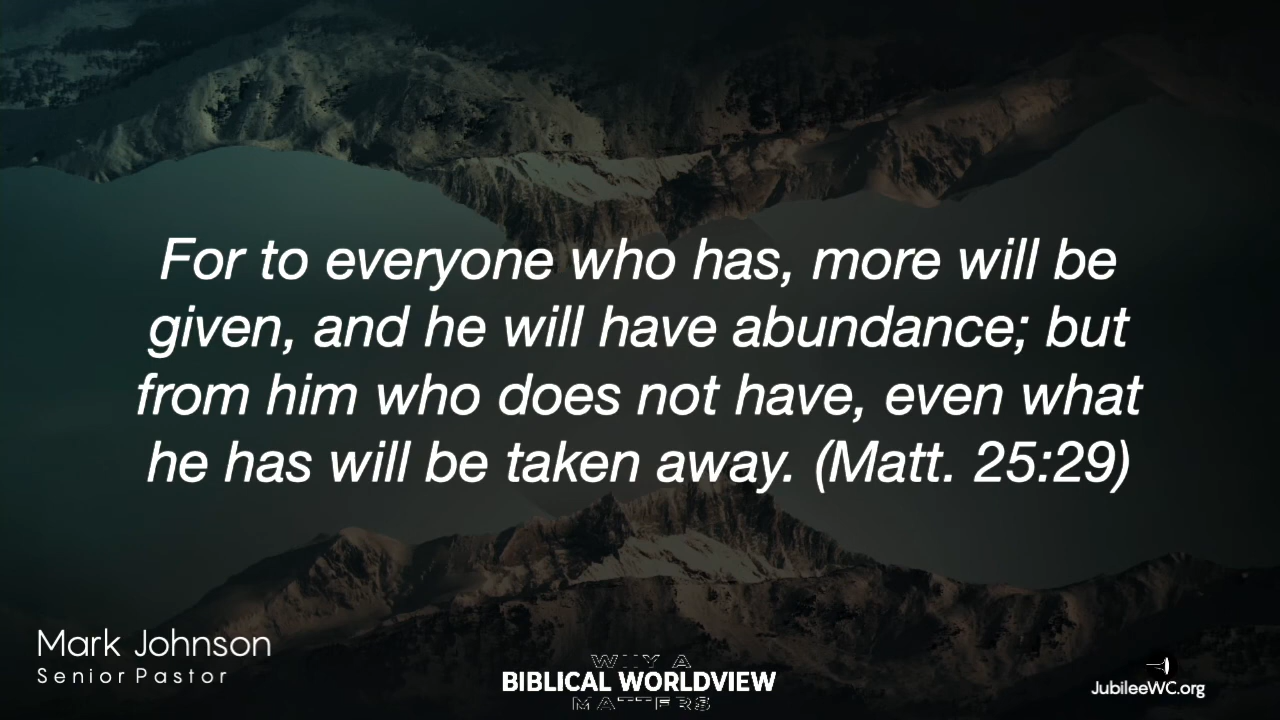 For to everyone who has, more will be
given, and he will have abundance; but
from him who does not have, even what
he has will be taken away. (Matt. 25:29)
Mark Johnson
Senior Pastor
WHY A
BIBLICAL WORLDVIEW
MATTERS
JubileeWC.org